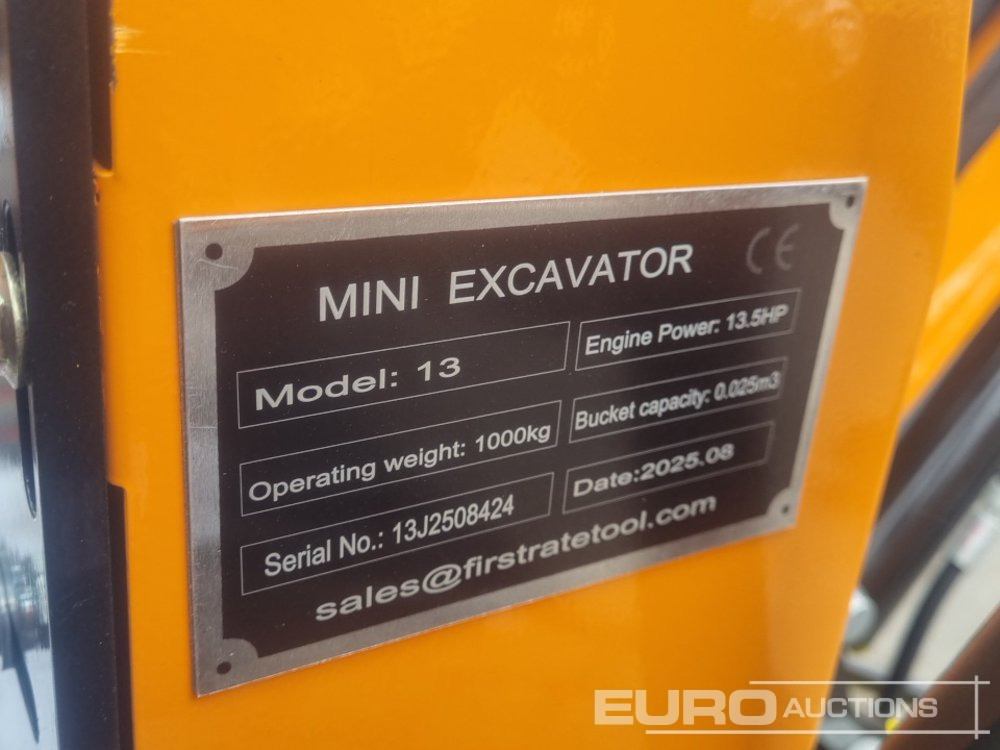 MINI EXCAVATOR CE
Model: 13
Engine Power: 13.5HP
Operating weight: 1000kg
Bucket capacity: 0.025m3
Serial No.: 13J2508424
Date:2025.08
sales@firstratetool.com
EURO AUCTIONS